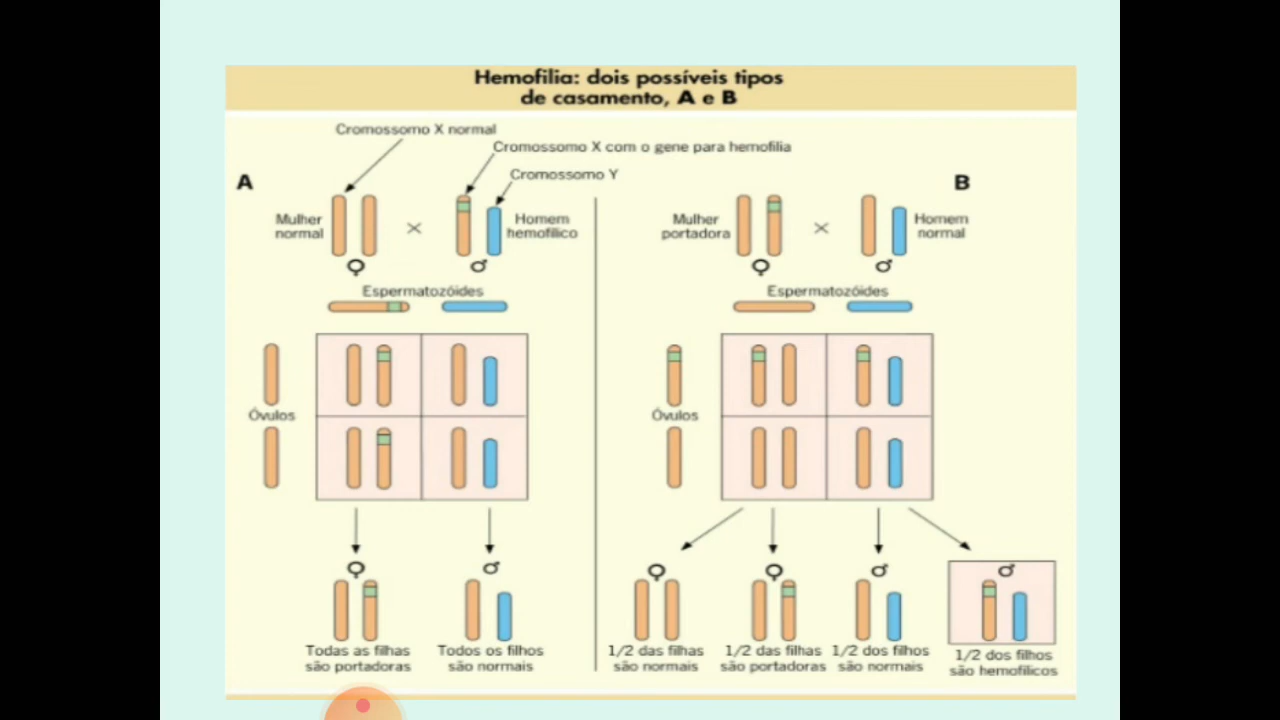 Hemofilia: dois possíveis tipos
de casamento, A e B
Cromossomo X normal
Cromossomo X com o gene para hemofilia
Cromossomo Y
A
Mulher
normal
×
Homem
hemofílico
♀
♂
Espermatozóides
Óvulos
♀
♂
Todas as filhas
são portadoras
Todos os filhos
são normais
B
Mulher
portadora
×
Homem
normal
♀
♂
Espermatozóides
Óvulos
♀
♀
♂
♂
1/2 das filhas
são normais
1/2 das filhas
são portadoras
1/2 dos filhos
são normais
1/2 dos filhos
são hemofílicos